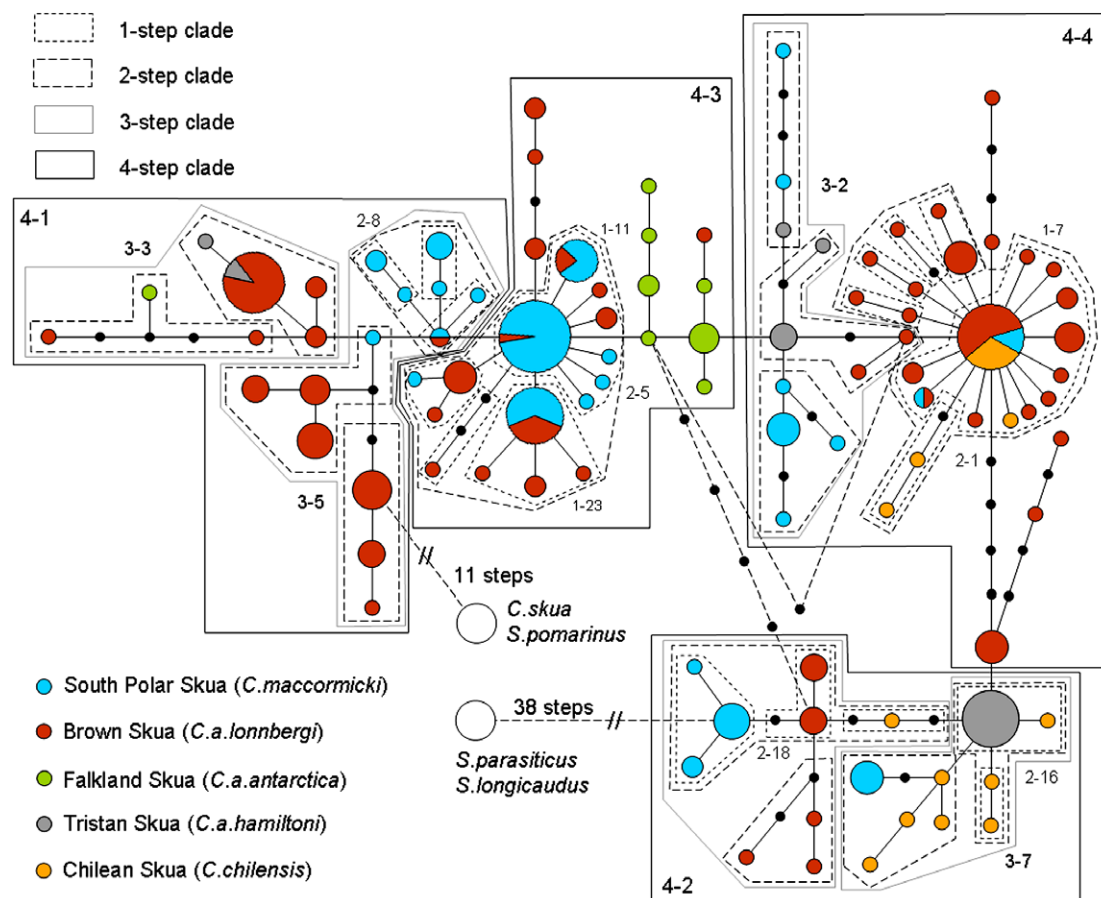 1-step clade
2-step clade
3-step clade
4-step clade
4-1
3-3
2-8
4-3
1-11
2-5
1-23
3-5
4-4
3-2
1-7
2-1
//
11 steps
C.skua
S.pomarinus
38 steps
//
S.parasiticus
S.longicaudus
2-18
2-16
3-7
4-2
South Polar Skua (C.maccormicki)
Brown Skua (C.a.lonnbergi)
Falkland Skua (C.a.antarctica)
Tristan Skua (C.a.hamiltoni)
Chilean Skua (C.chilensis)